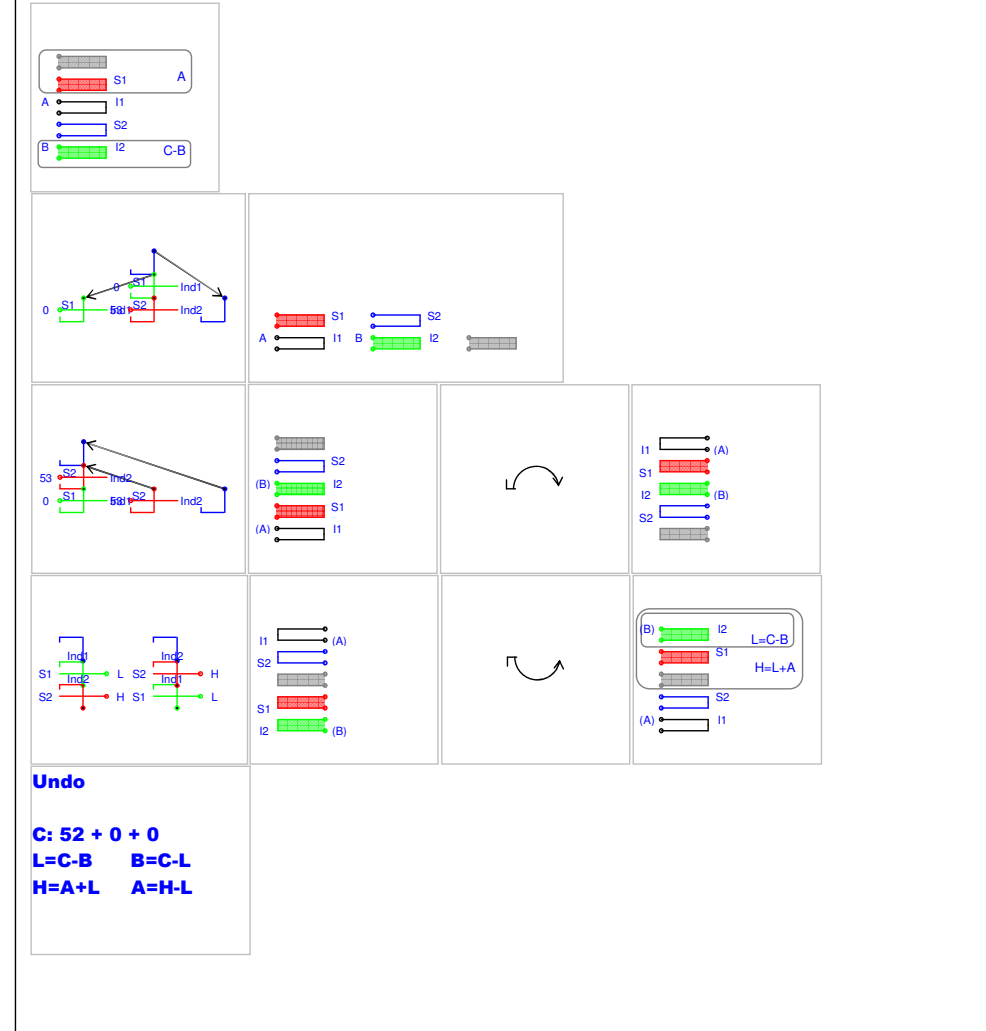 A
S1
A I1
S2
B I2 C-B
0 S1 Ind1
0 S1 S2 Ind2
S1 S2
A I1 B I2
53 S2 Ind2
0 S1 S2 Ind2
S2
(B) I2
S1
(A) I1
I1 (A)
S1
I2 (B)
S2
Ind1 Ind2
S1 L S2 H
Ind2 Ind1
S2 H S1 L
I1 (A)
S2
S1
I2 (B)
(B) I2
L=C-B
S1
H=L+A
S2
(A) I1
Undo
C: 52 + 0 + 0
L=C-B B=C-L
H=A+L A=H-L